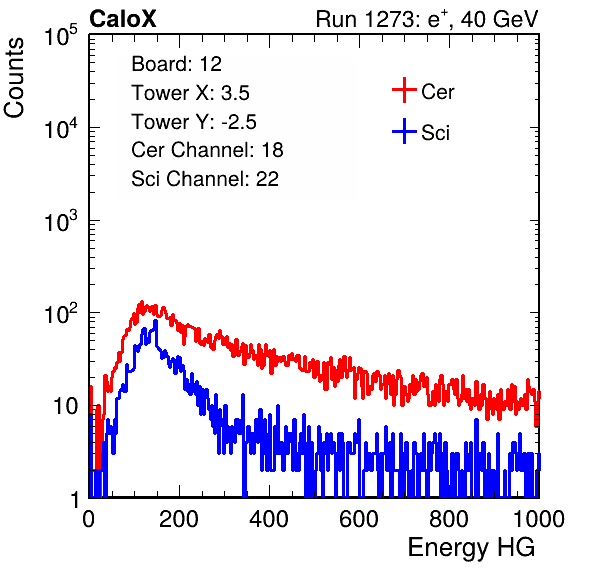 CaloX Run 1273: e⁺, 40 GeV
Board: 12
Tower X: 3.5
Tower Y: -2.5
Cer Channel: 18
Sci Channel: 22
Cer
Sci
Counts
10⁵
10⁴
10³
10²
10
1
0 200 400 600 800 1000
Energy HG